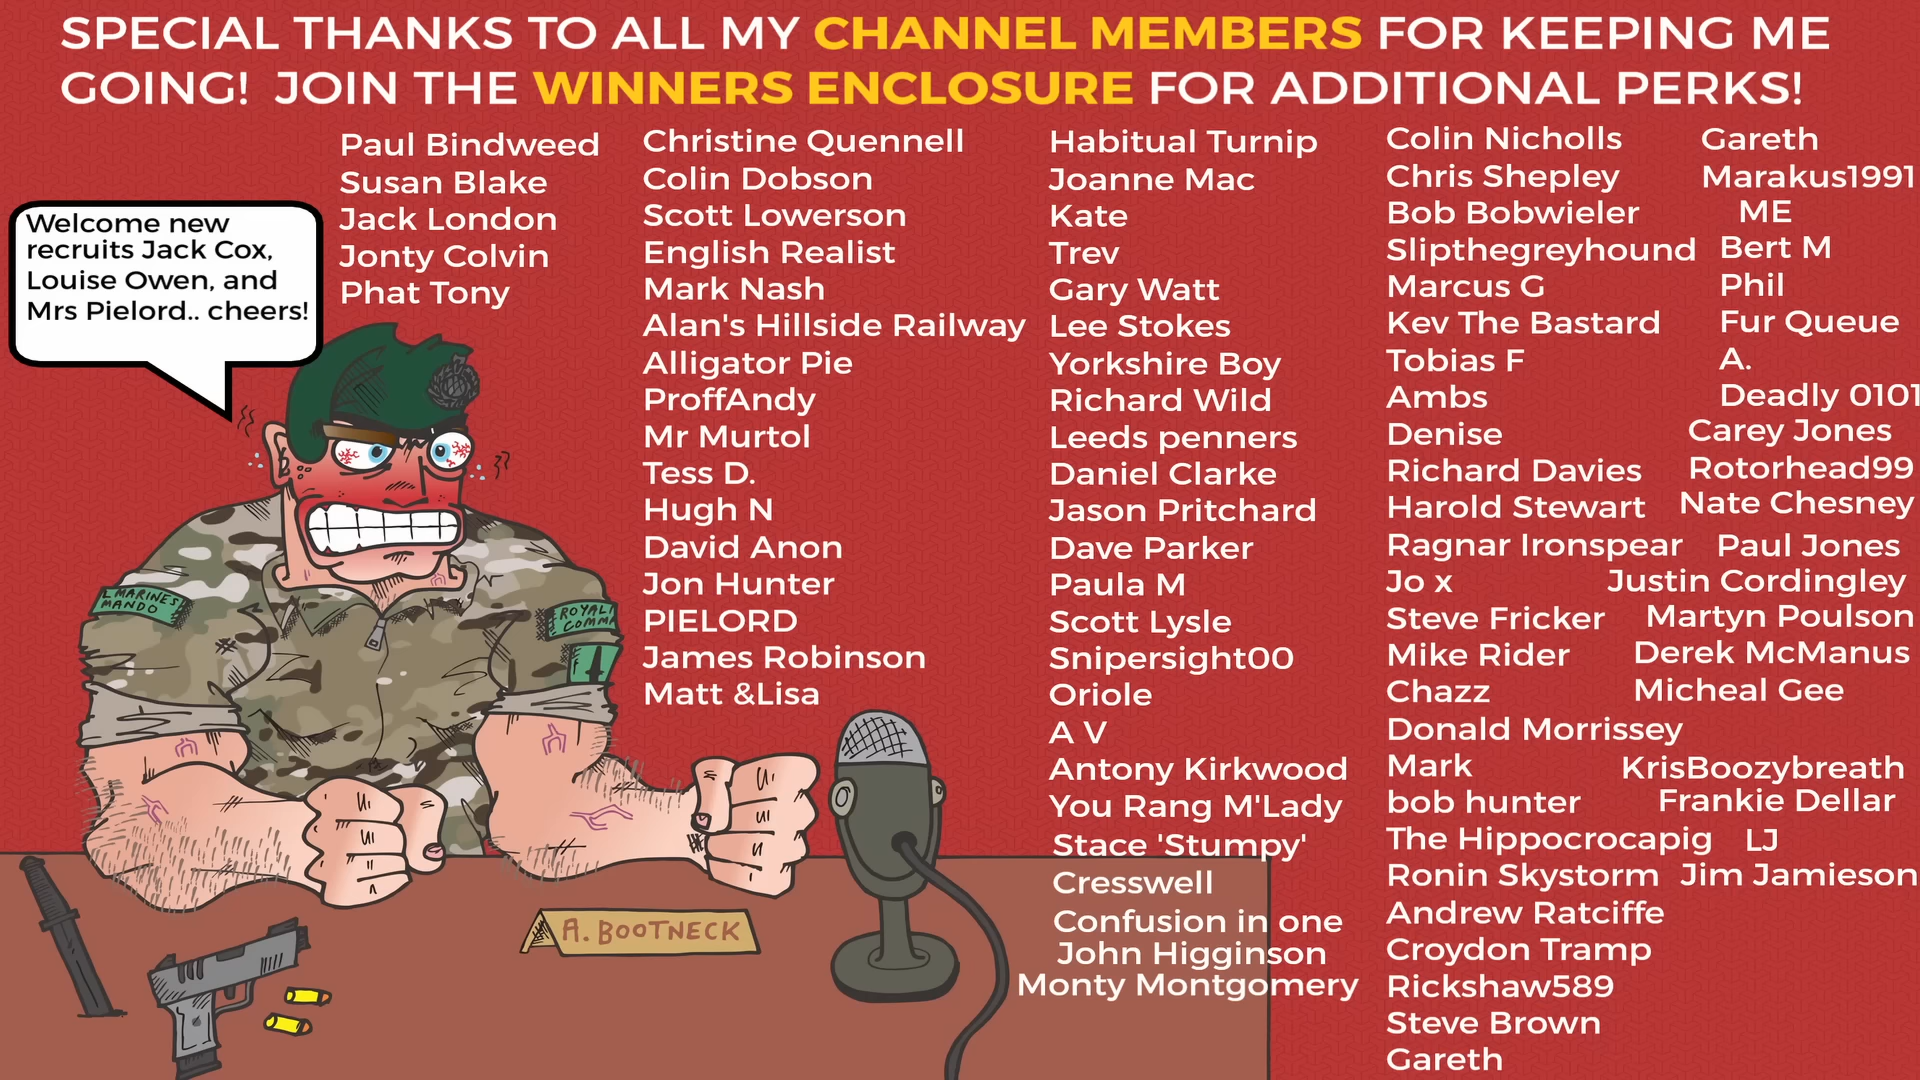 SPECIAL THANKS TO ALL MY CHANNEL MEMBERS FOR KEEPING ME
GOING! JOIN THE WINNERS ENCLOSURE FOR ADDITIONAL PERKS!
Welcome new
recruits Jack Cox,
Louise Owen, and
Mrs Pielord.. cheers!
Paul Bindweed
Susan Blake
Jack London
Jonty Colvin
Phat Tony
Christine Quennell
Colin Dobson
Scott Lowerson
English Realist
Mark Nash
Alan's Hillside Railway
Alligator Pie
ProffAndy
Mr Murtol
Tess D.
Hugh N
David Anon
Jon Hunter
PIELORD
James Robinson
Matt &Lisa
Habitual Turnip
Joanne Mac
Kate
Trev
Gary Watt
Lee Stokes
Yorkshire Boy
Richard Wild
Leeds penners
Daniel Clarke
Jason Pritchard
Dave Parker
Paula M
Scott Lysle
Snipersight00
Oriole
A V
Antony Kirkwood
You Rang M'Lady
Stace 'Stumpy'
Cresswell
Confusion in one
John Higginson
Monty Montgomery
Colin Nicholls
Chris Shepley
Bob Bobwieler
Slipthegreyhound
Marcus G
Kev The Bastard
Tobias F
Ambs
Denise
Richard Davies
Harold Stewart
Ragnar Ironspear
Jo x
Steve Fricker
Mike Rider
Chazz
Donald Morrissey
Mark
bob hunter
The Hippocrocapig
Ronin Skystorm
Andrew Ratciffe
Croydon Tramp
Rickshaw589
Steve Brown
Gareth
Gareth
Marakus1991
ME
Bert M
Phil
Fur Queue
A.
Deadly 0101
Carey Jones
Rotorhead99
Nate Chesney
Paul Jones
Justin Cordingley
Martyn Poulson
Derek McManus
Micheal Gee
KrisBoozybreath
Frankie Dellar
LJ
Jim Jamieson
L MARINES
MANDO
ROYAL
COMM
A. BOOTNECK